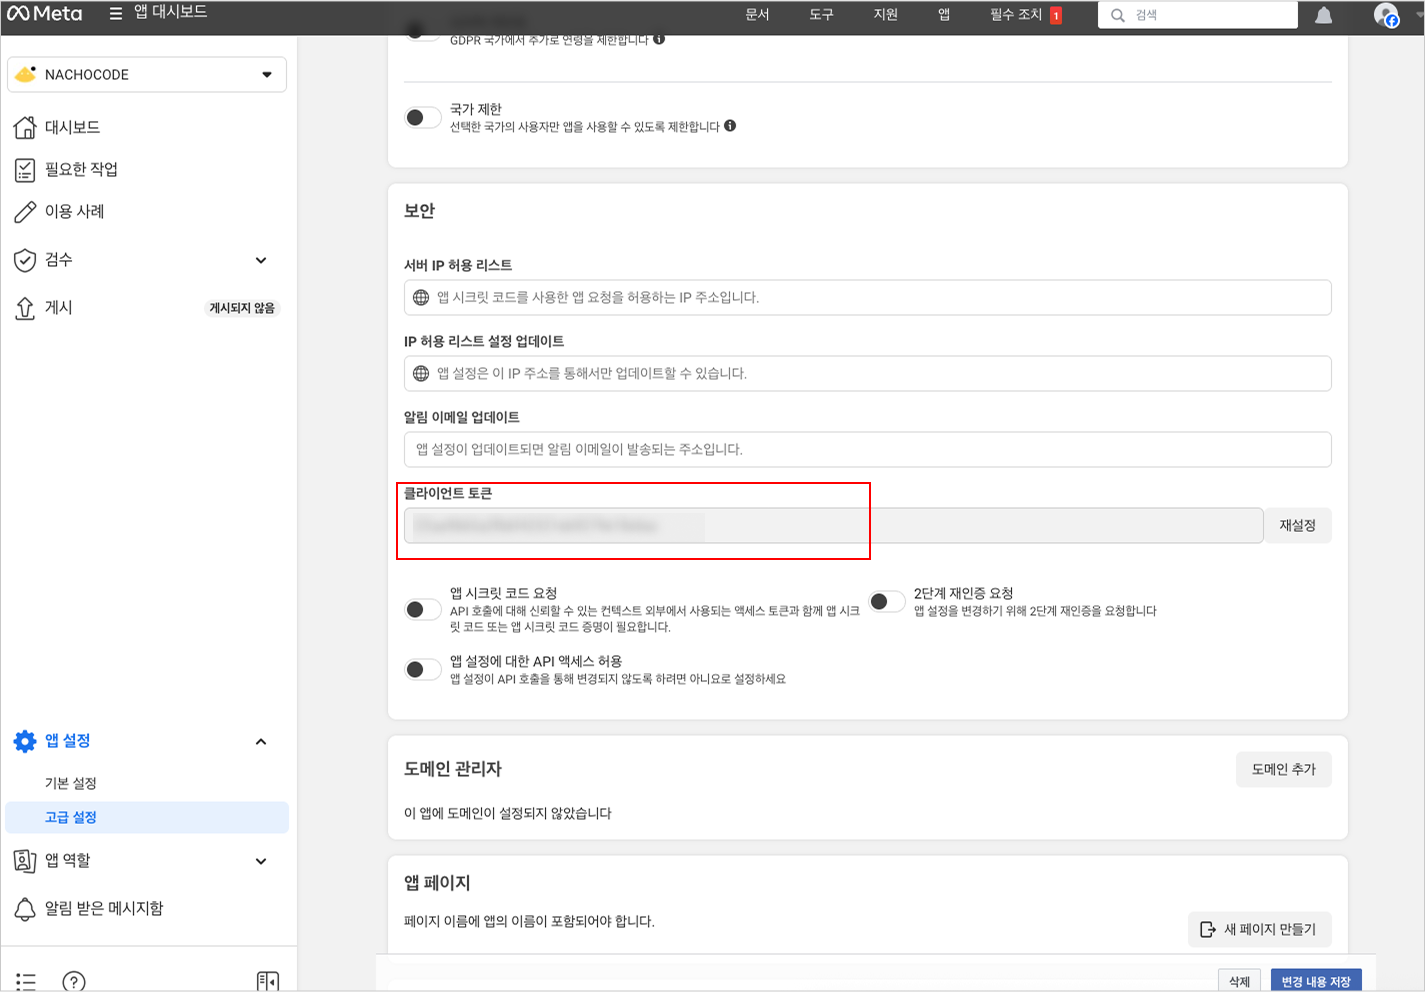 Meta
앱 대시보드
문서
도구
지원
앱
필수 조치 1
검색
NACHOCODE
대시보드
필요한 작업
이용 사례
검수
게시
게시되지 않음
앱 설정
기본 설정
고급 설정
앱 역할
알림 받은 메시지함
GDPR 국가에서 추가로 연령을 제한합니다
국가 제한
선택한 국가의 사용자만 앱을 사용할 수 있도록 제한합니다
보안
서버 IP 허용 리스트
앱 시크릿 코드를 사용한 앱 요청을 허용하는 IP 주소입니다.
IP 허용 리스트 설정 업데이트
앱 설정은 이 IP 주소를 통해서만 업데이트할 수 있습니다.
알림 이메일 업데이트
앱 설정이 업데이트되면 알림 이메일이 발송되는 주소입니다.
클라이언트 토큰
재설정
앱 시크릿 코드 요청
API 호출에 대해 신뢰할 수 있는 컨텍스트 외부에서 사용되는 액세스 토큰과 함께 앱 시크
릿 코드 또는 앱 시크릿 코드 증명이 필요합니다.
2단계 재인증 요청
앱 설정을 변경하기 위해 2단계 재인증을 요청합니다
앱 설정에 대한 API 액세스 허용
앱 설정이 API 호출을 통해 변경되지 않도록 하려면 아니요로 설정하세요
도메인 관리자
도메인 추가
이 앱에 도메인이 설정되지 않았습니다
앱 페이지
페이지 이름에 앱의 이름이 포함되어야 합니다.
새 페이지 만들기
삭제
변경 내용 저장